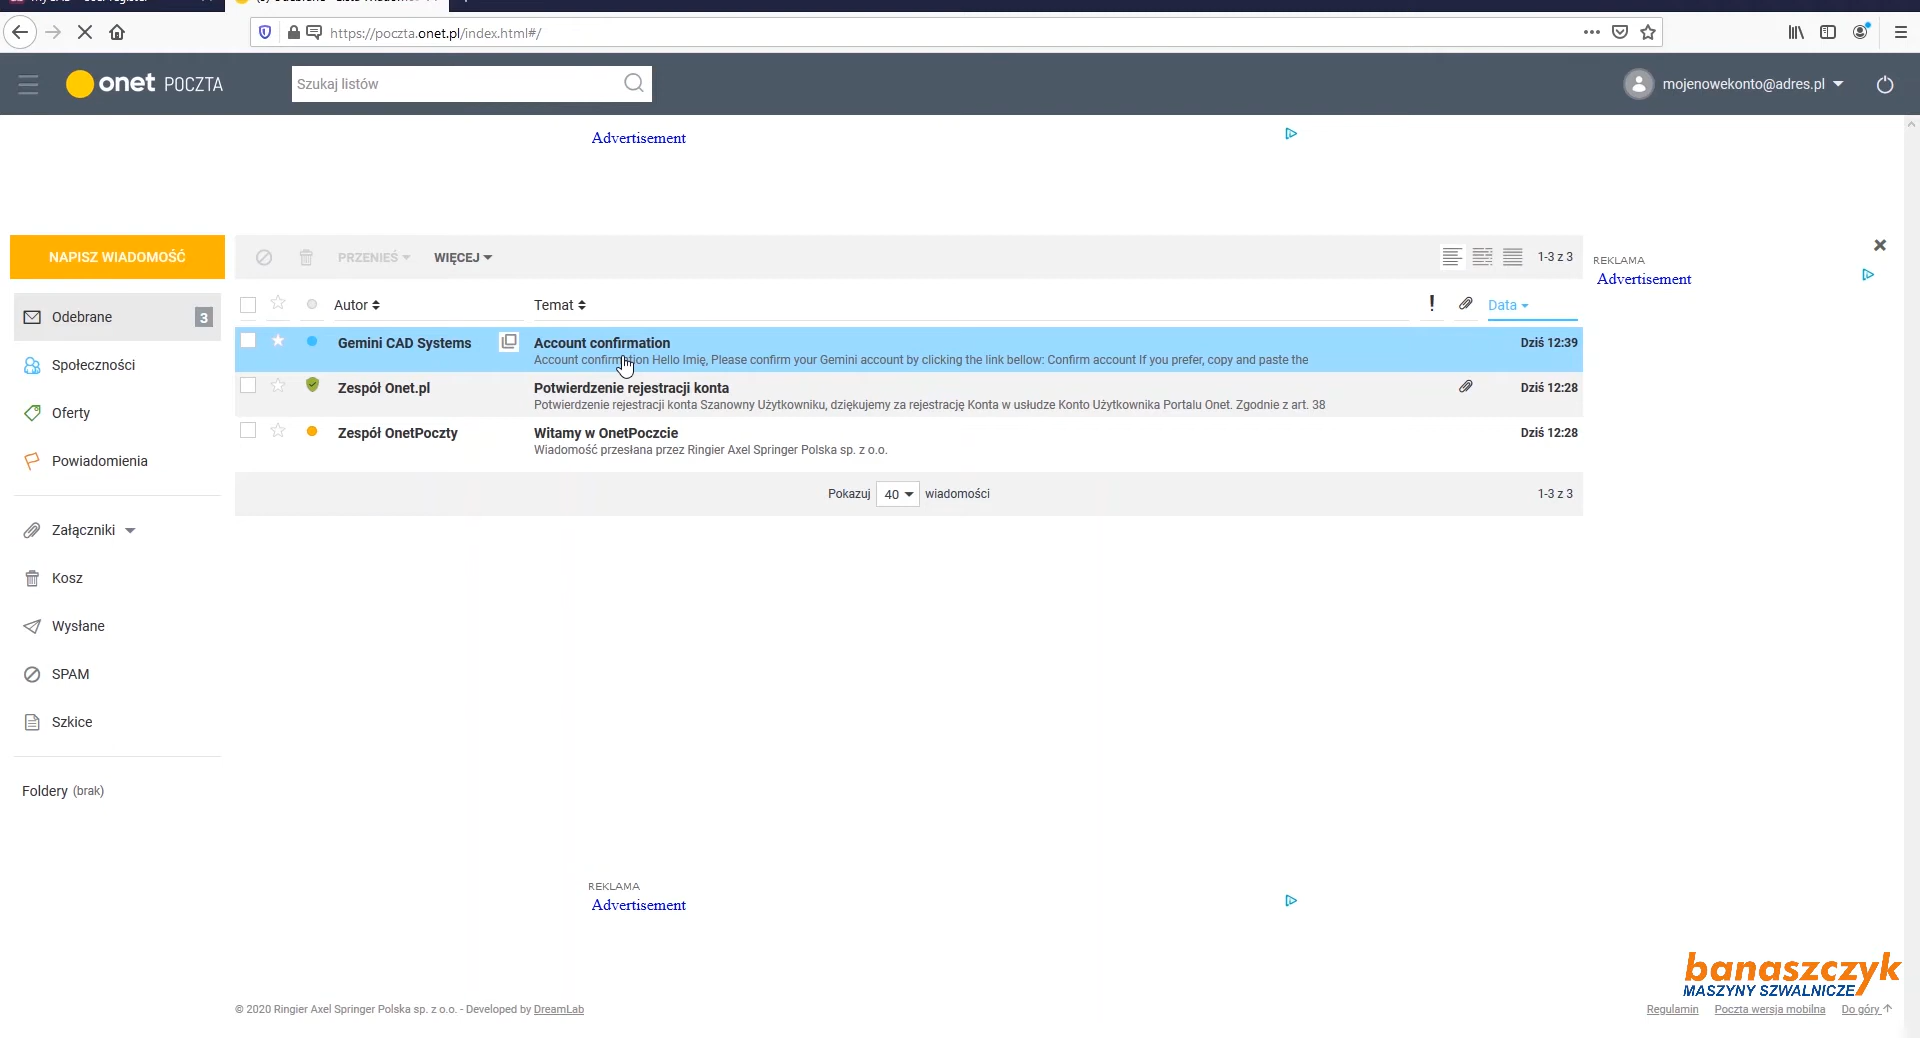 https://poczta.onet.pl/index.html#/
onet POCZTA
Szukaj listów
mojenowekonto@adres.pl
Advertisement
NAPISZ WIADOMOŚĆ
PRZENIEŚ
WIĘCEJ
1-3 z 3
REKLAMA
Advertisement
Odebrane
3
Autor
Temat
!
Data
Gemini CAD Systems
Account confirmation
Dziś 12:39
Account confirmation Hello Imię, Please confirm your Gemini account by clicking the link bellow: Confirm account If you prefer, copy and paste the
Społeczności
Zespół Onet.pl
Potwierdzenie rejestracji konta
Dziś 12:28
Potwierdzenie rejestracji konta Szanowny Użytkowniku, dziękujemy za rejestrację Konta w usłudze Konto Użytkownika Portalu Onet. Zgodnie z art. 38
Oferty
Zespół OnetPoczty
Witamy w OnetPoczcie
Dziś 12:28
Wiadomość przesłana przez Ringier Axel Springer Polska sp. z o.o.
Powiadomienia
Pokazuj 40 wiadomości
1-3 z 3
Załączniki
Kosz
Wysłane
SPAM
Szkice
Foldery (brak)
REKLAMA
Advertisement
banaszczyk
MASZYNY SZWALNICZE
© 2020 Ringier Axel Springer Polska sp. z o.o. - Developed by DreamLab
Regulamin
Poczta wersja mobilna
Do góry